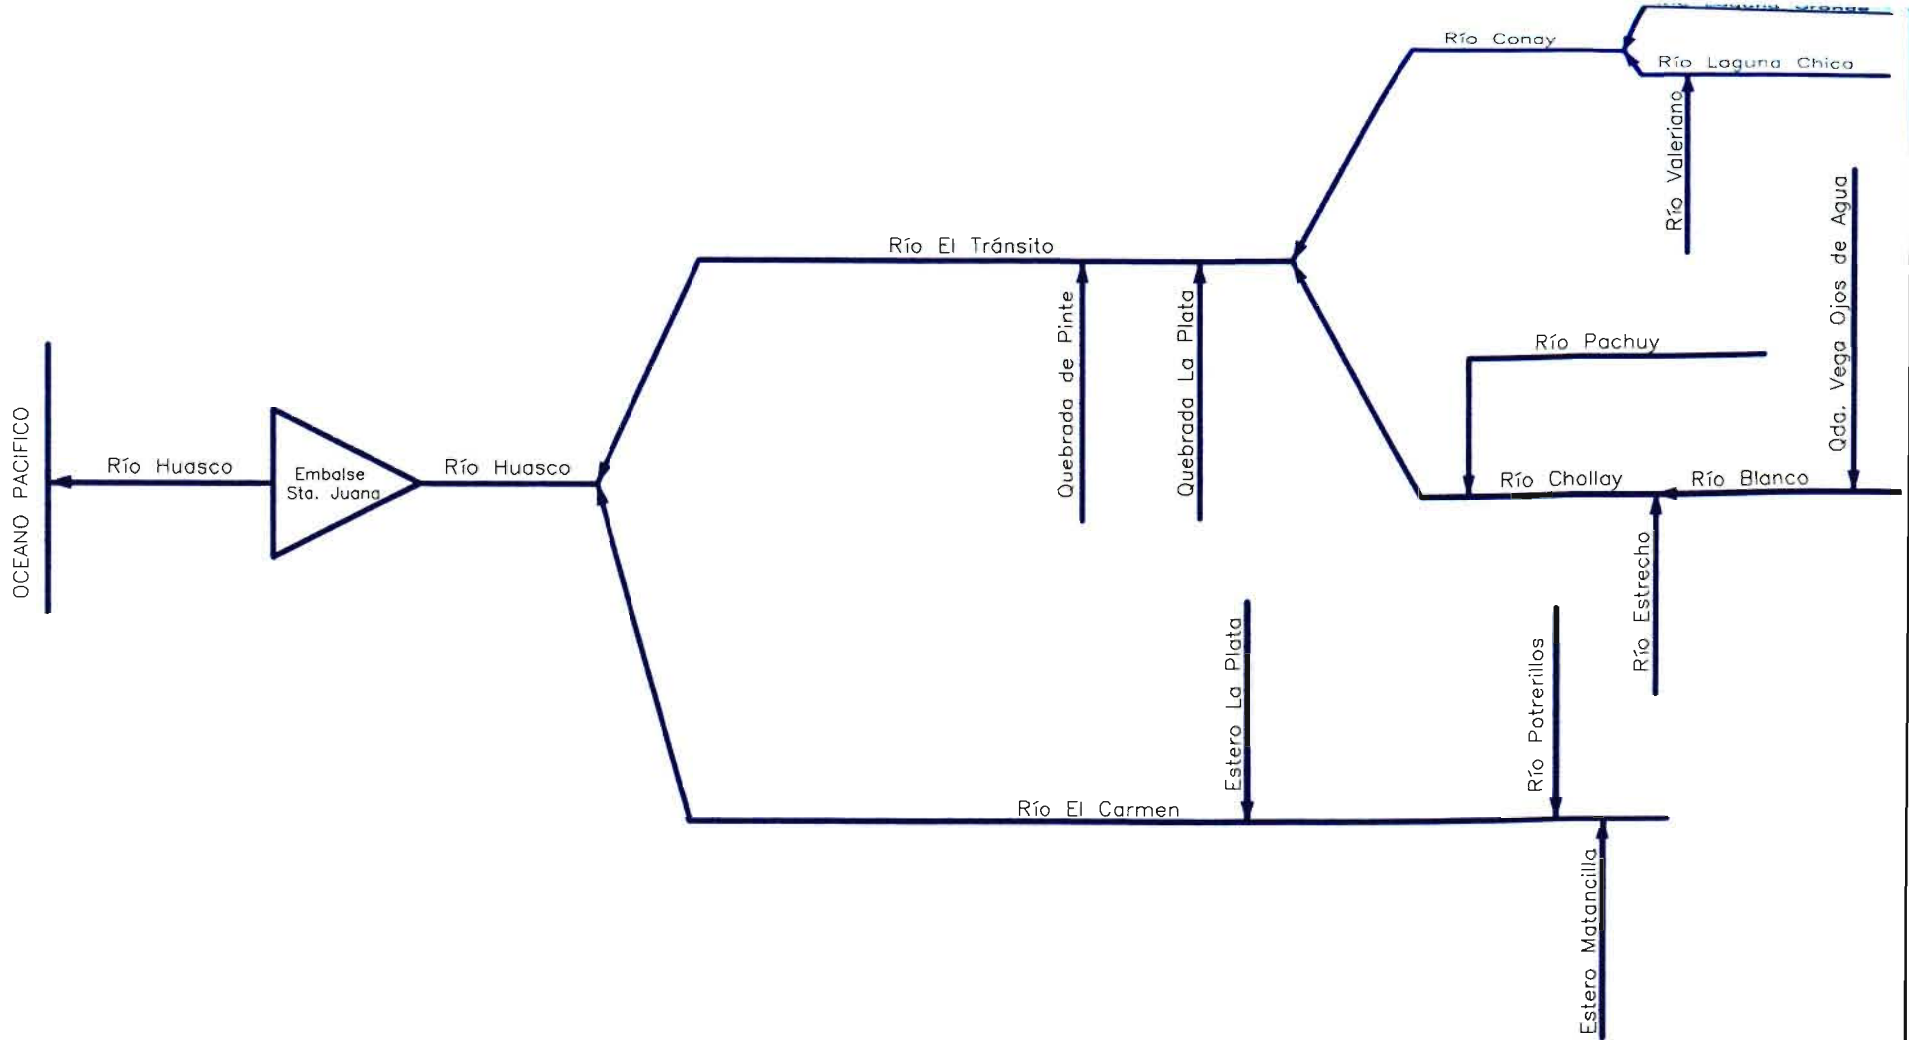 Río Conay
Río Laguna Chica
Río Valeriano
Qda. Vega Ojos de Agua
Río El Tránsito
Quebrada de Pinte
Quebrada La Plata
Río Pachuy
OCEANO PACIFICO
Río Huasco
Embalse
Sta. Juana
Río Huasco
Río Chollay
Río Blanco
Río Estrecho
Estero La Plata
Río Potrerillos
Río El Carmen
Estero Matancilla